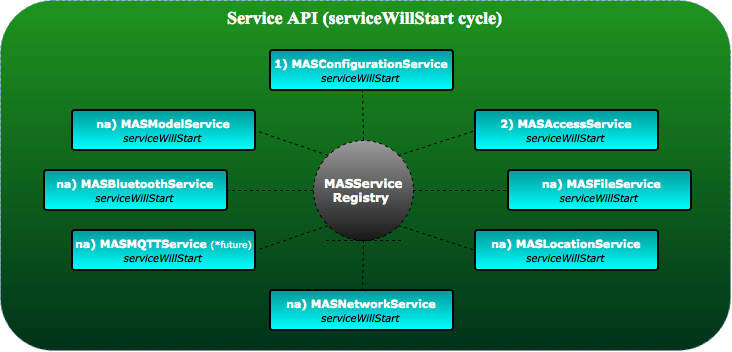 Service API (serviceWillStart cycle)
1) MASConfigurationService
serviceWillStart
na) MASModelService
serviceWillStart
2) MASAccessService
serviceWillStart
MASService
Registry
na) MASBluetoothService
serviceWillStart
na) MASFileService
serviceWillStart
na) MASMQTTService (*future)
serviceWillStart
na) MASLocationService
serviceWillStart
na) MASNetworkService
serviceWillStart